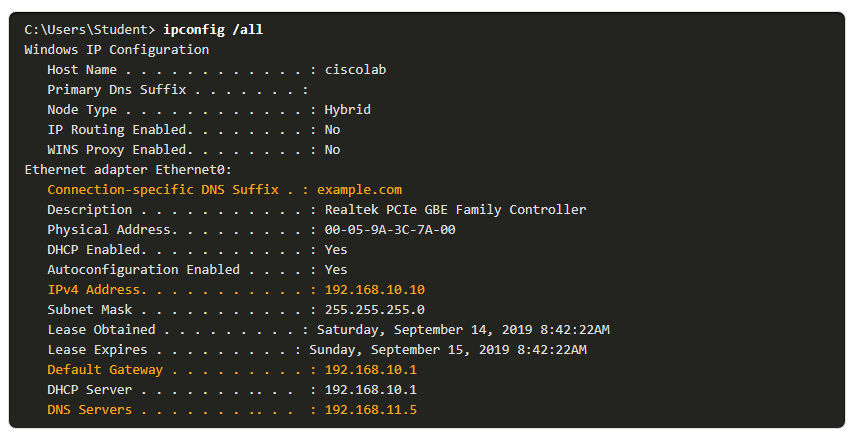 C:\Users\Student> ipconfig /all
Windows IP Configuration
Host Name . . . . . . . . . . . . : ciscolab
Primary Dns Suffix . . . . . . . :
Node Type . . . . . . . . . . . . : Hybrid
IP Routing Enabled. . . . . . . . : No
WINS Proxy Enabled. . . . . . . . : No
Ethernet adapter Ethernet0:
Connection-specific DNS Suffix . : example.com
Description . . . . . . . . . . . : Realtek PCIe GBE Family Controller
Physical Address. . . . . . . . . : 00-05-9A-3C-7A-00
DHCP Enabled. . . . . . . . . . . : Yes
Autoconfiguration Enabled . . . . : Yes
IPv4 Address. . . . . . . . . . . : 192.168.10.10
Subnet Mask . . . . . . . . . . . : 255.255.255.0
Lease Obtained . . . . . . . . . : Saturday, September 14, 2019 8:42:22AM
Lease Expires . . . . . . . . . : Sunday, September 15, 2019 8:42:22AM
Default Gateway . . . . . . . . . : 192.168.10.1
DHCP Server . . . . . . . . .. . . : 192.168.10.1
DNS Servers . . . . . . . . .. . . : 192.168.11.5